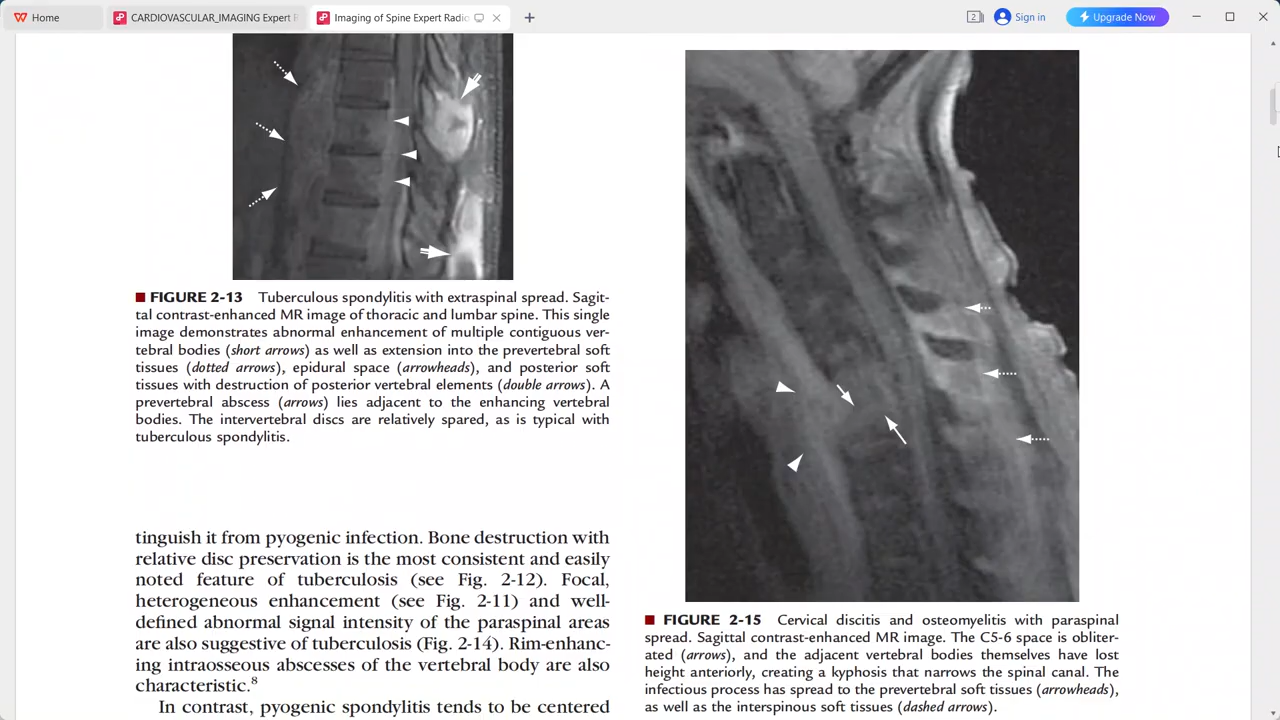 Home
CARDIOVASCULAR_IMAGING Expert R
Imaging of Spine Expert Radio
Sign in
Upgrade Now
FIGURE 2-13 Tuberculous spondylitis with extraspinal spread. Sagit-
tal contrast-enhanced MR image of thoracic and lumbar spine. This single
image demonstrates abnormal enhancement of multiple contiguous ver-
tebral bodies (short arrows) as well as extension into the prevertebral soft
tissues (dotted arrows), epidural space (arrowheads), and posterior soft
tissues with destruction of posterior vertebral elements (double arrows). A
prevertebral abscess (arrows) lies adjacent to the enhancing vertebral
bodies. The intervertebral discs are relatively spared, as is typical with
tuberculous spondylitis.
tinguish it from pyogenic infection. Bone destruction with
relative disc preservation is the most consistent and easily
noted feature of tuberculosis (see Fig. 2-12). Focal,
heterogeneous enhancement (see Fig. 2-11) and well-
defined abnormal signal intensity of the paraspinal areas
are also suggestive of tuberculosis (Fig. 2-14). Rim-enhanc-
ing intraosseous abscesses of the vertebral body are also
characteristic.8
In contrast, pyogenic spondylitis tends to be centered
FIGURE 2-15 Cervical discitis and osteomyelitis with paraspinal
spread. Sagittal contrast-enhanced MR image. The C5-6 space is obliter-
ated (arrows), and the adjacent vertebral bodies themselves have lost
height anteriorly, creating a kyphosis that narrows the spinal canal. The
infectious process has spread to the prevertebral soft tissues (arrowheads),
as well as the interspinous soft tissues (dashed arrows).